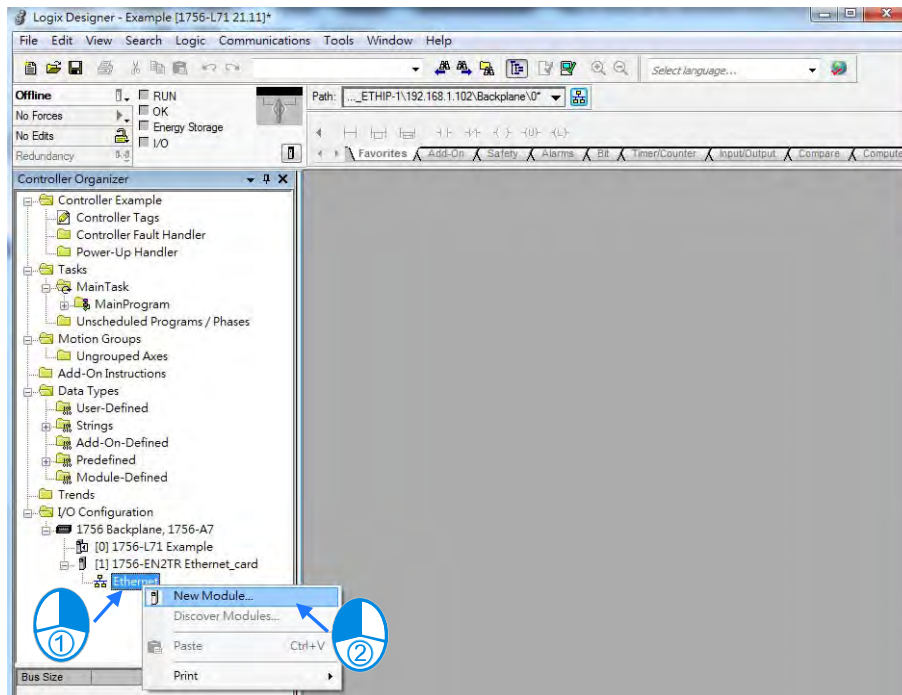 Logix Designer - Example [1756-L71 21.11]*
File Edit View Search Logic Communications Tools Window Help
Select language...
Offline RUN Path: ..._ETHIP-1\192.168.1.102\Backplane\0*
No Forces OK
Energy Storage
No Edits I/O
Redundancy
Favorites Add-On Safety Alarms Bit Timer/Counter Input/Output Compare Compute
Controller Organizer
Controller Example
Controller Tags
Controller Fault Handler
Power-Up Handler
Tasks
MainTask
MainProgram
Unscheduled Programs / Phases
Motion Groups
Ungrouped Axes
Add-On Instructions
Data Types
User-Defined
Strings
Add-On-Defined
Predefined
Module-Defined
Trends
I/O Configuration
1756 Backplane, 1756-A7
[0] 1756-L71 Example
[1] 1756-EN2TR Ethernet_card
Ethernet
New Module...
Discover Modules...
① Paste Ctrl+V ②
Print
Bus Size